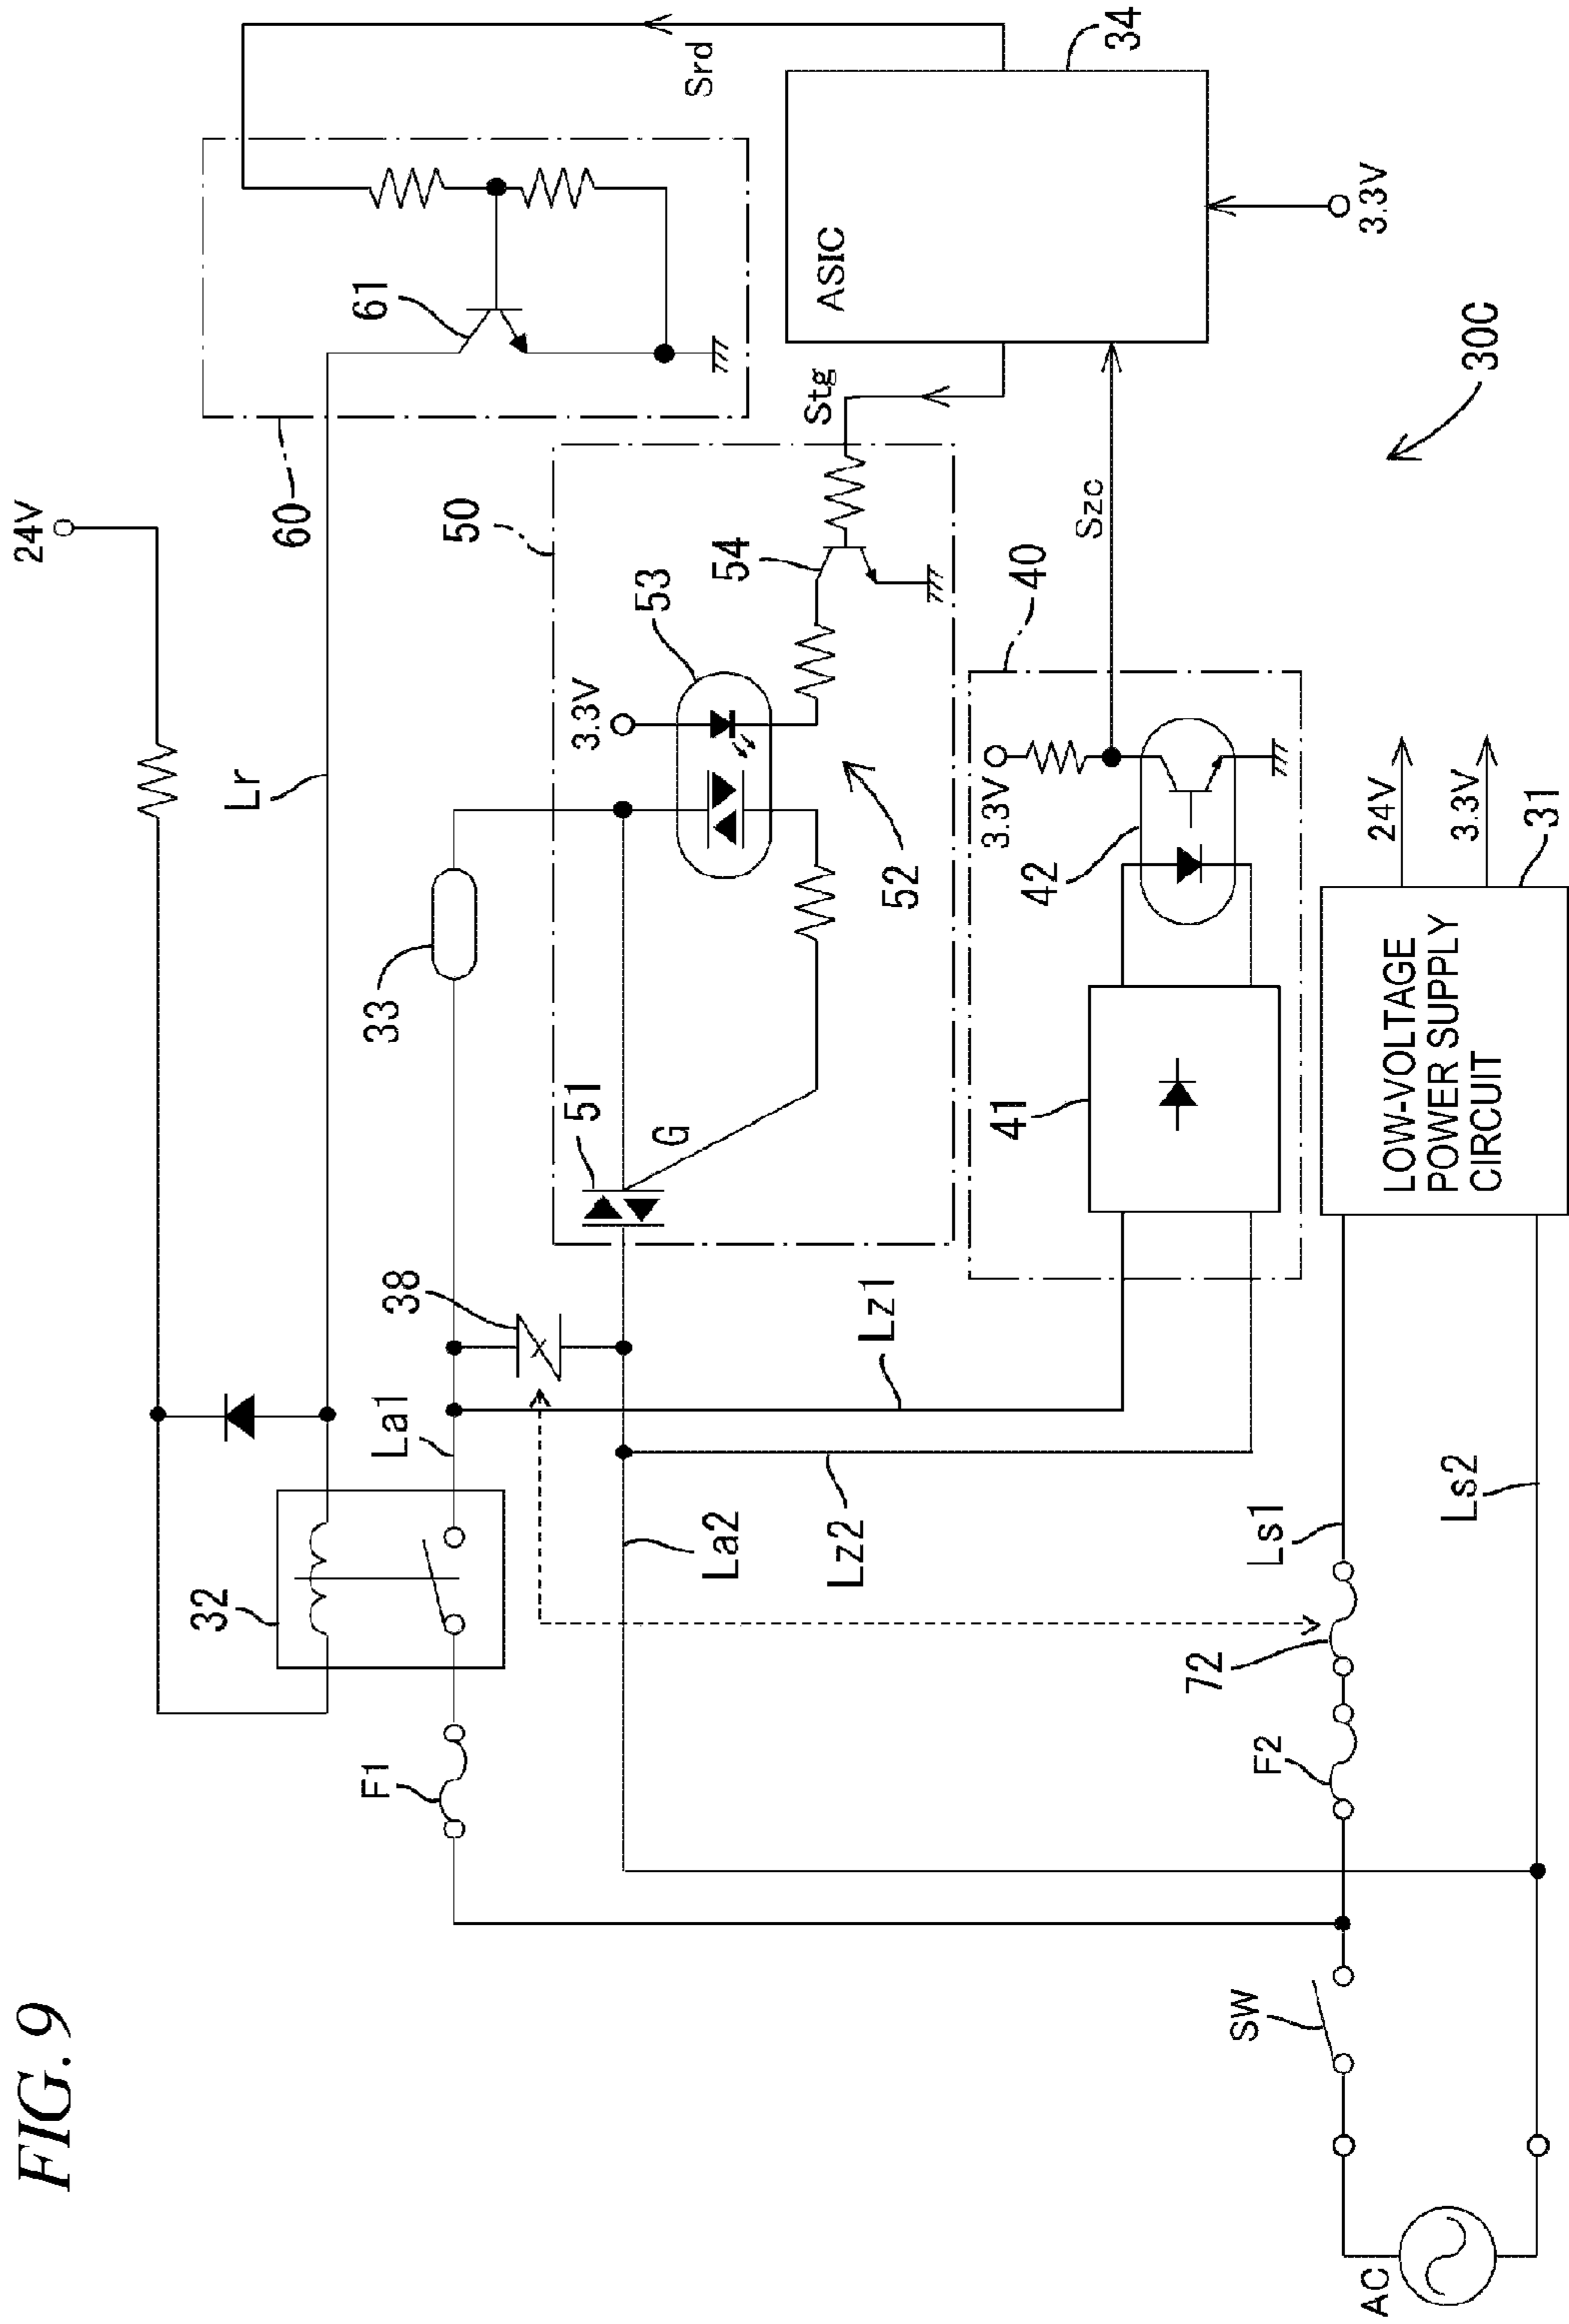 FIG. 9
24V
Lr
60
61
Srd
34
ASIC
3.3V
32
La1
38
33
50
Stg
54
53
3.3V
52
51
G
F1
La2
Lz1
Lz2
40
Szc
3.3V
42
41
30C
24V
3.3V
31
LOW-VOLTAGE
POWER SUPPLY
CIRCUIT
Ls1
Ls2
72
F2
SW
AC